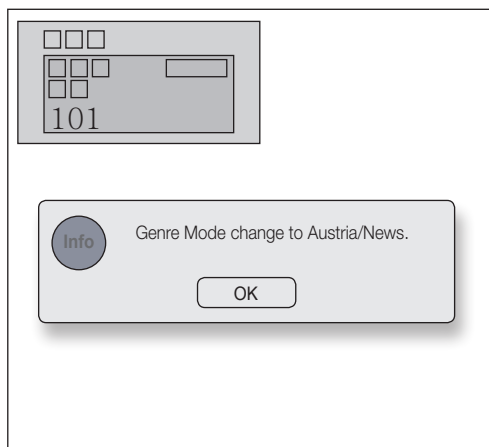 □□□
□□□
□□
101
Info
Genre Mode change to Austria/News.
OK